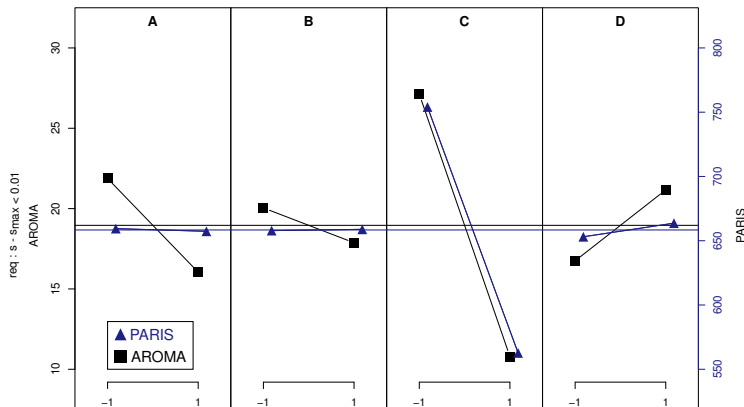 A B C D
30
25
20
15
10
req : s - smax < 0.01
AROMA
800
750
700
650
600
550
PARIS
PARIS
AROMA
−1 1 −1 1 −1 1 −1 1